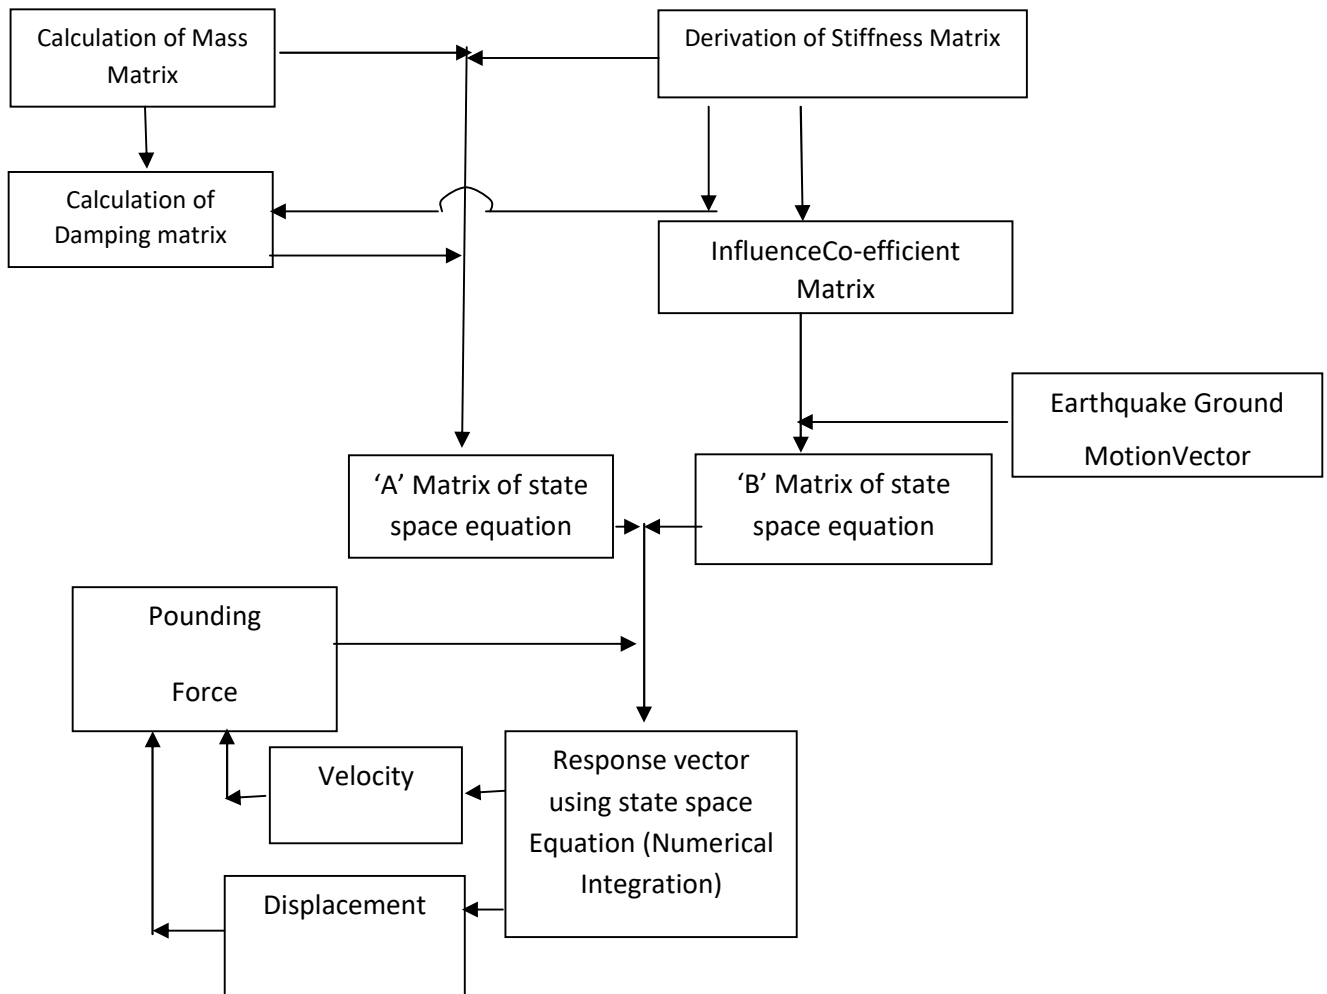 Calculation of Mass
Matrix
Derivation of Stiffness Matrix
Calculation of
Damping matrix
InfluenceCo-efficient
Matrix
Earthquake Ground
MotionVector
‘A’ Matrix of state
space equation
‘B’ Matrix of state
space equation
Pounding
Force
Velocity
Response vector
using state space
Equation (Numerical
Integration)
Displacement